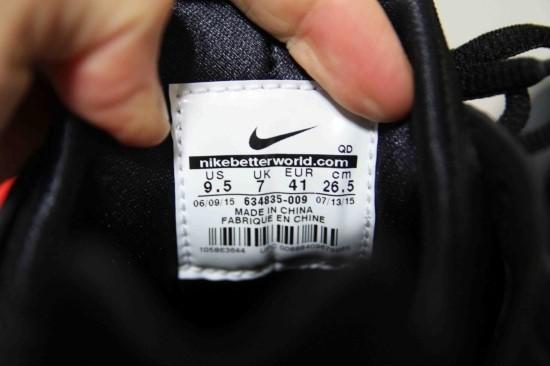 QD
nikebetterworld.com
US UK EUR cm
9.5 7 41 26.5
06/09/15 634835-009 07/13/15
MADE IN CHINA
FABRIQUE EN CHINE